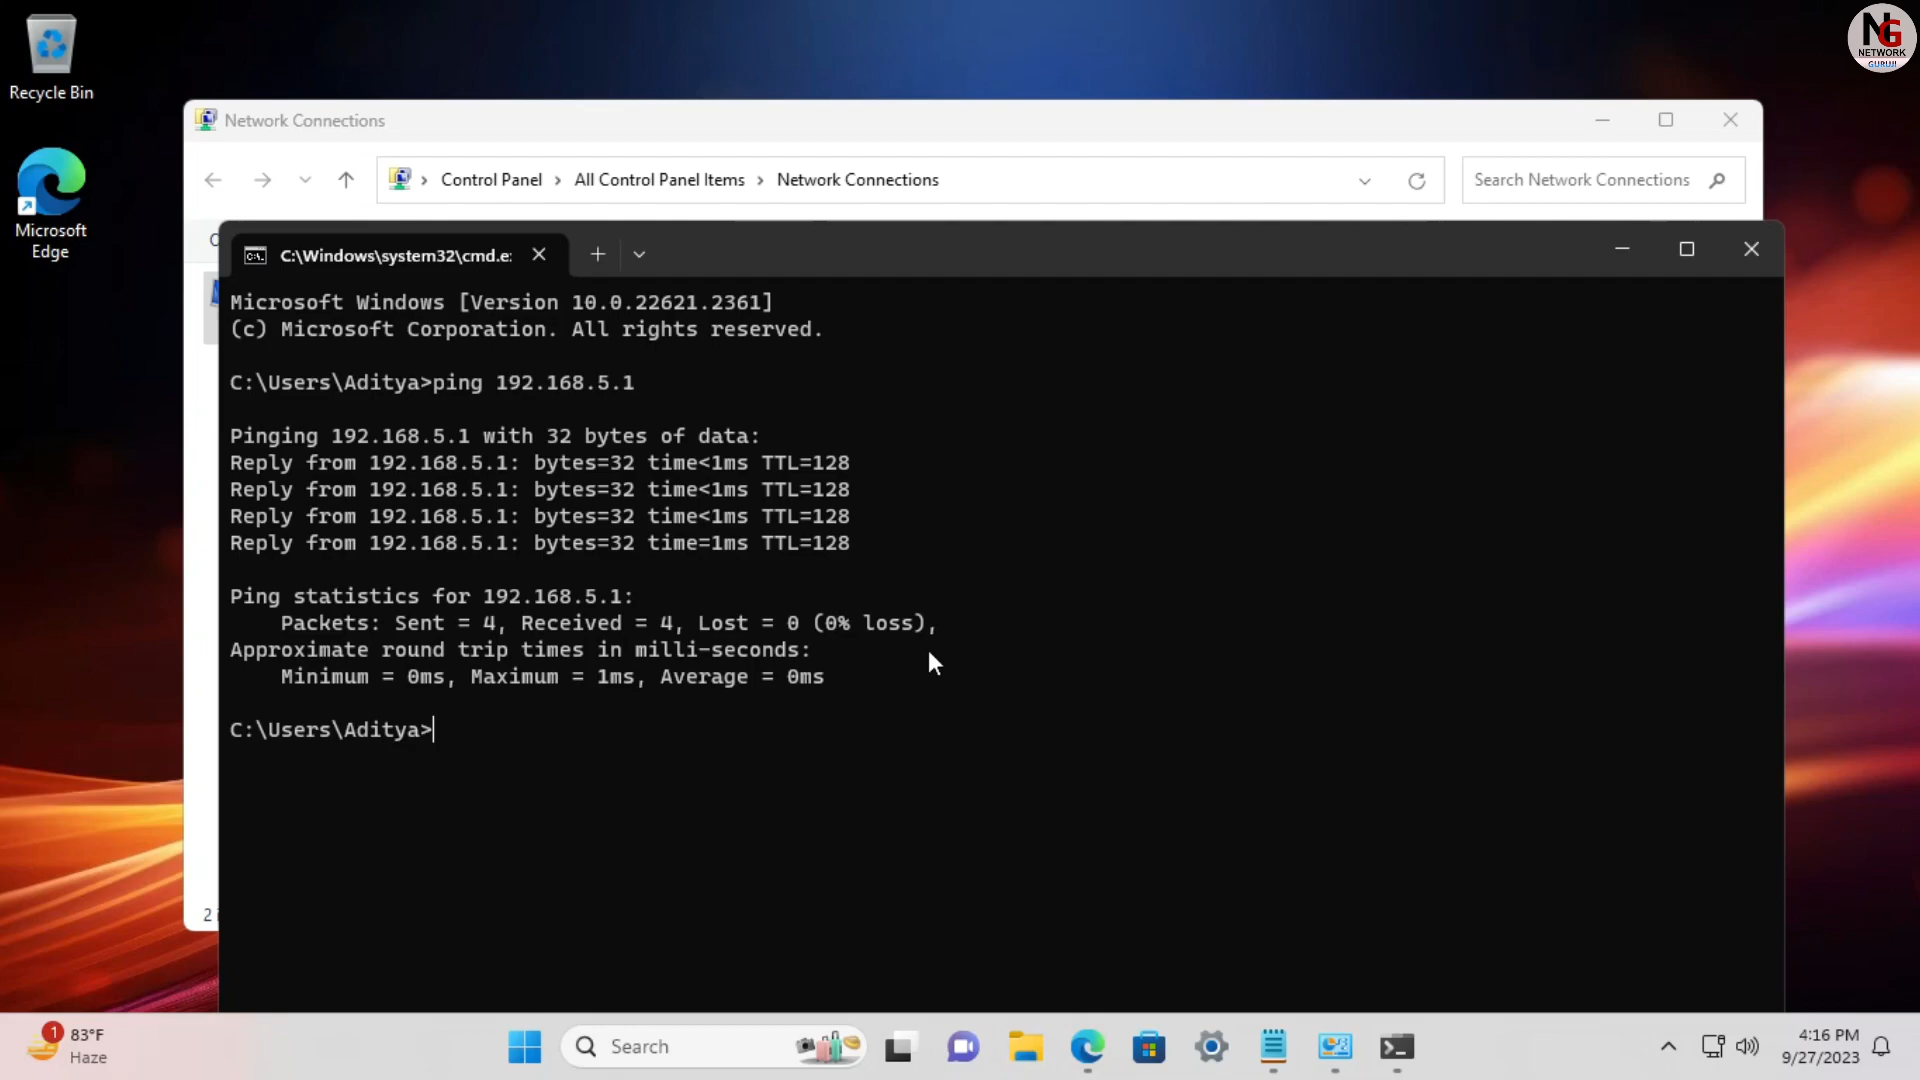 Recycle Bin
Microsoft
Edge
NG
NETWORK
GURUJI
Network Connections
Control Panel > All Control Panel Items > Network Connections
Search Network Connections
C:\Windows\system32\cmd.e:
Microsoft Windows [Version 10.0.22621.2361]
(c) Microsoft Corporation. All rights reserved.
C:\Users\Aditya>ping 192.168.5.1
Pinging 192.168.5.1 with 32 bytes of data:
Reply from 192.168.5.1: bytes=32 time<1ms TTL=128
Reply from 192.168.5.1: bytes=32 time<1ms TTL=128
Reply from 192.168.5.1: bytes=32 time<1ms TTL=128
Reply from 192.168.5.1: bytes=32 time=1ms TTL=128
Ping statistics for 192.168.5.1:
Packets: Sent = 4, Received = 4, Lost = 0 (0% loss),
Approximate round trip times in milli-seconds:
Minimum = 0ms, Maximum = 1ms, Average = 0ms
C:\Users\Aditya>
2
1
83°F
Haze
Search
4:16 PM
9/27/2023